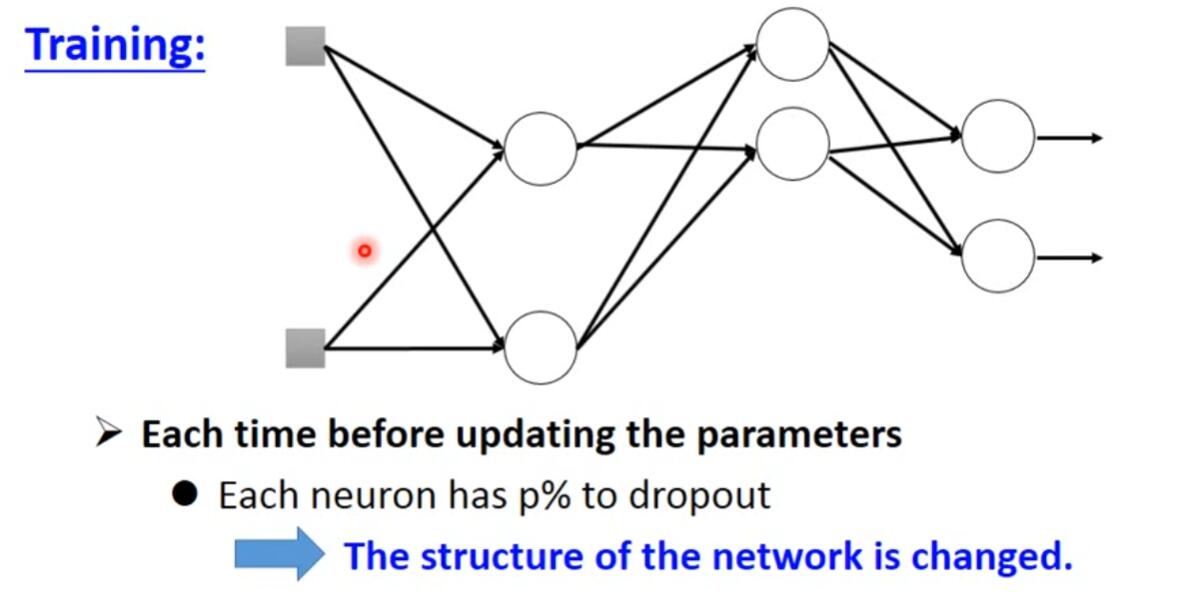 Training:
Each time before updating the parameters
Each neuron has p% to dropout
The structure of the network is changed.